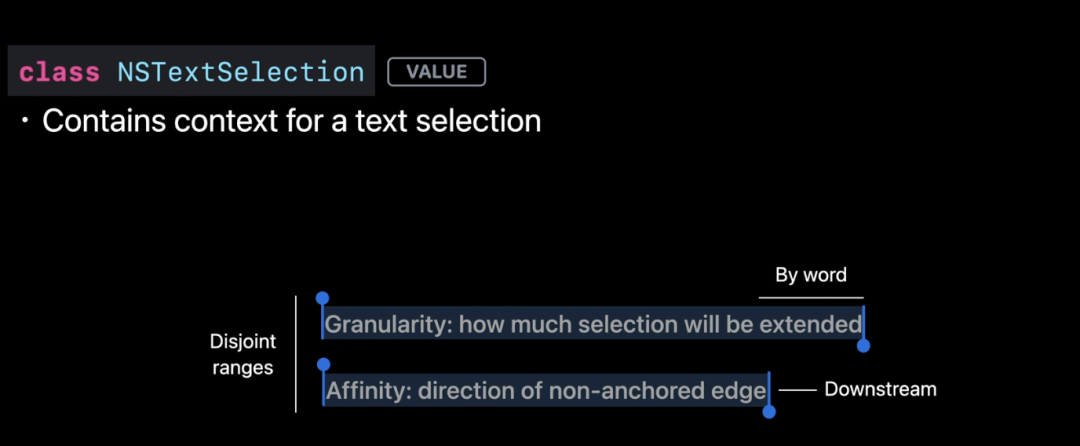 class NSTextSelection VALUE
• Contains context for a text selection
By word
Granularity: how much selection will be extended
Disjoint
ranges
Affinity: direction of non-anchored edge
Downstream